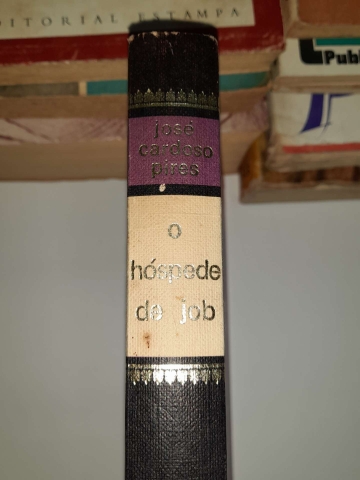 DITORIAL ESTAMPA
Publ
josé
cardoso
pires
o
hóspede
de job